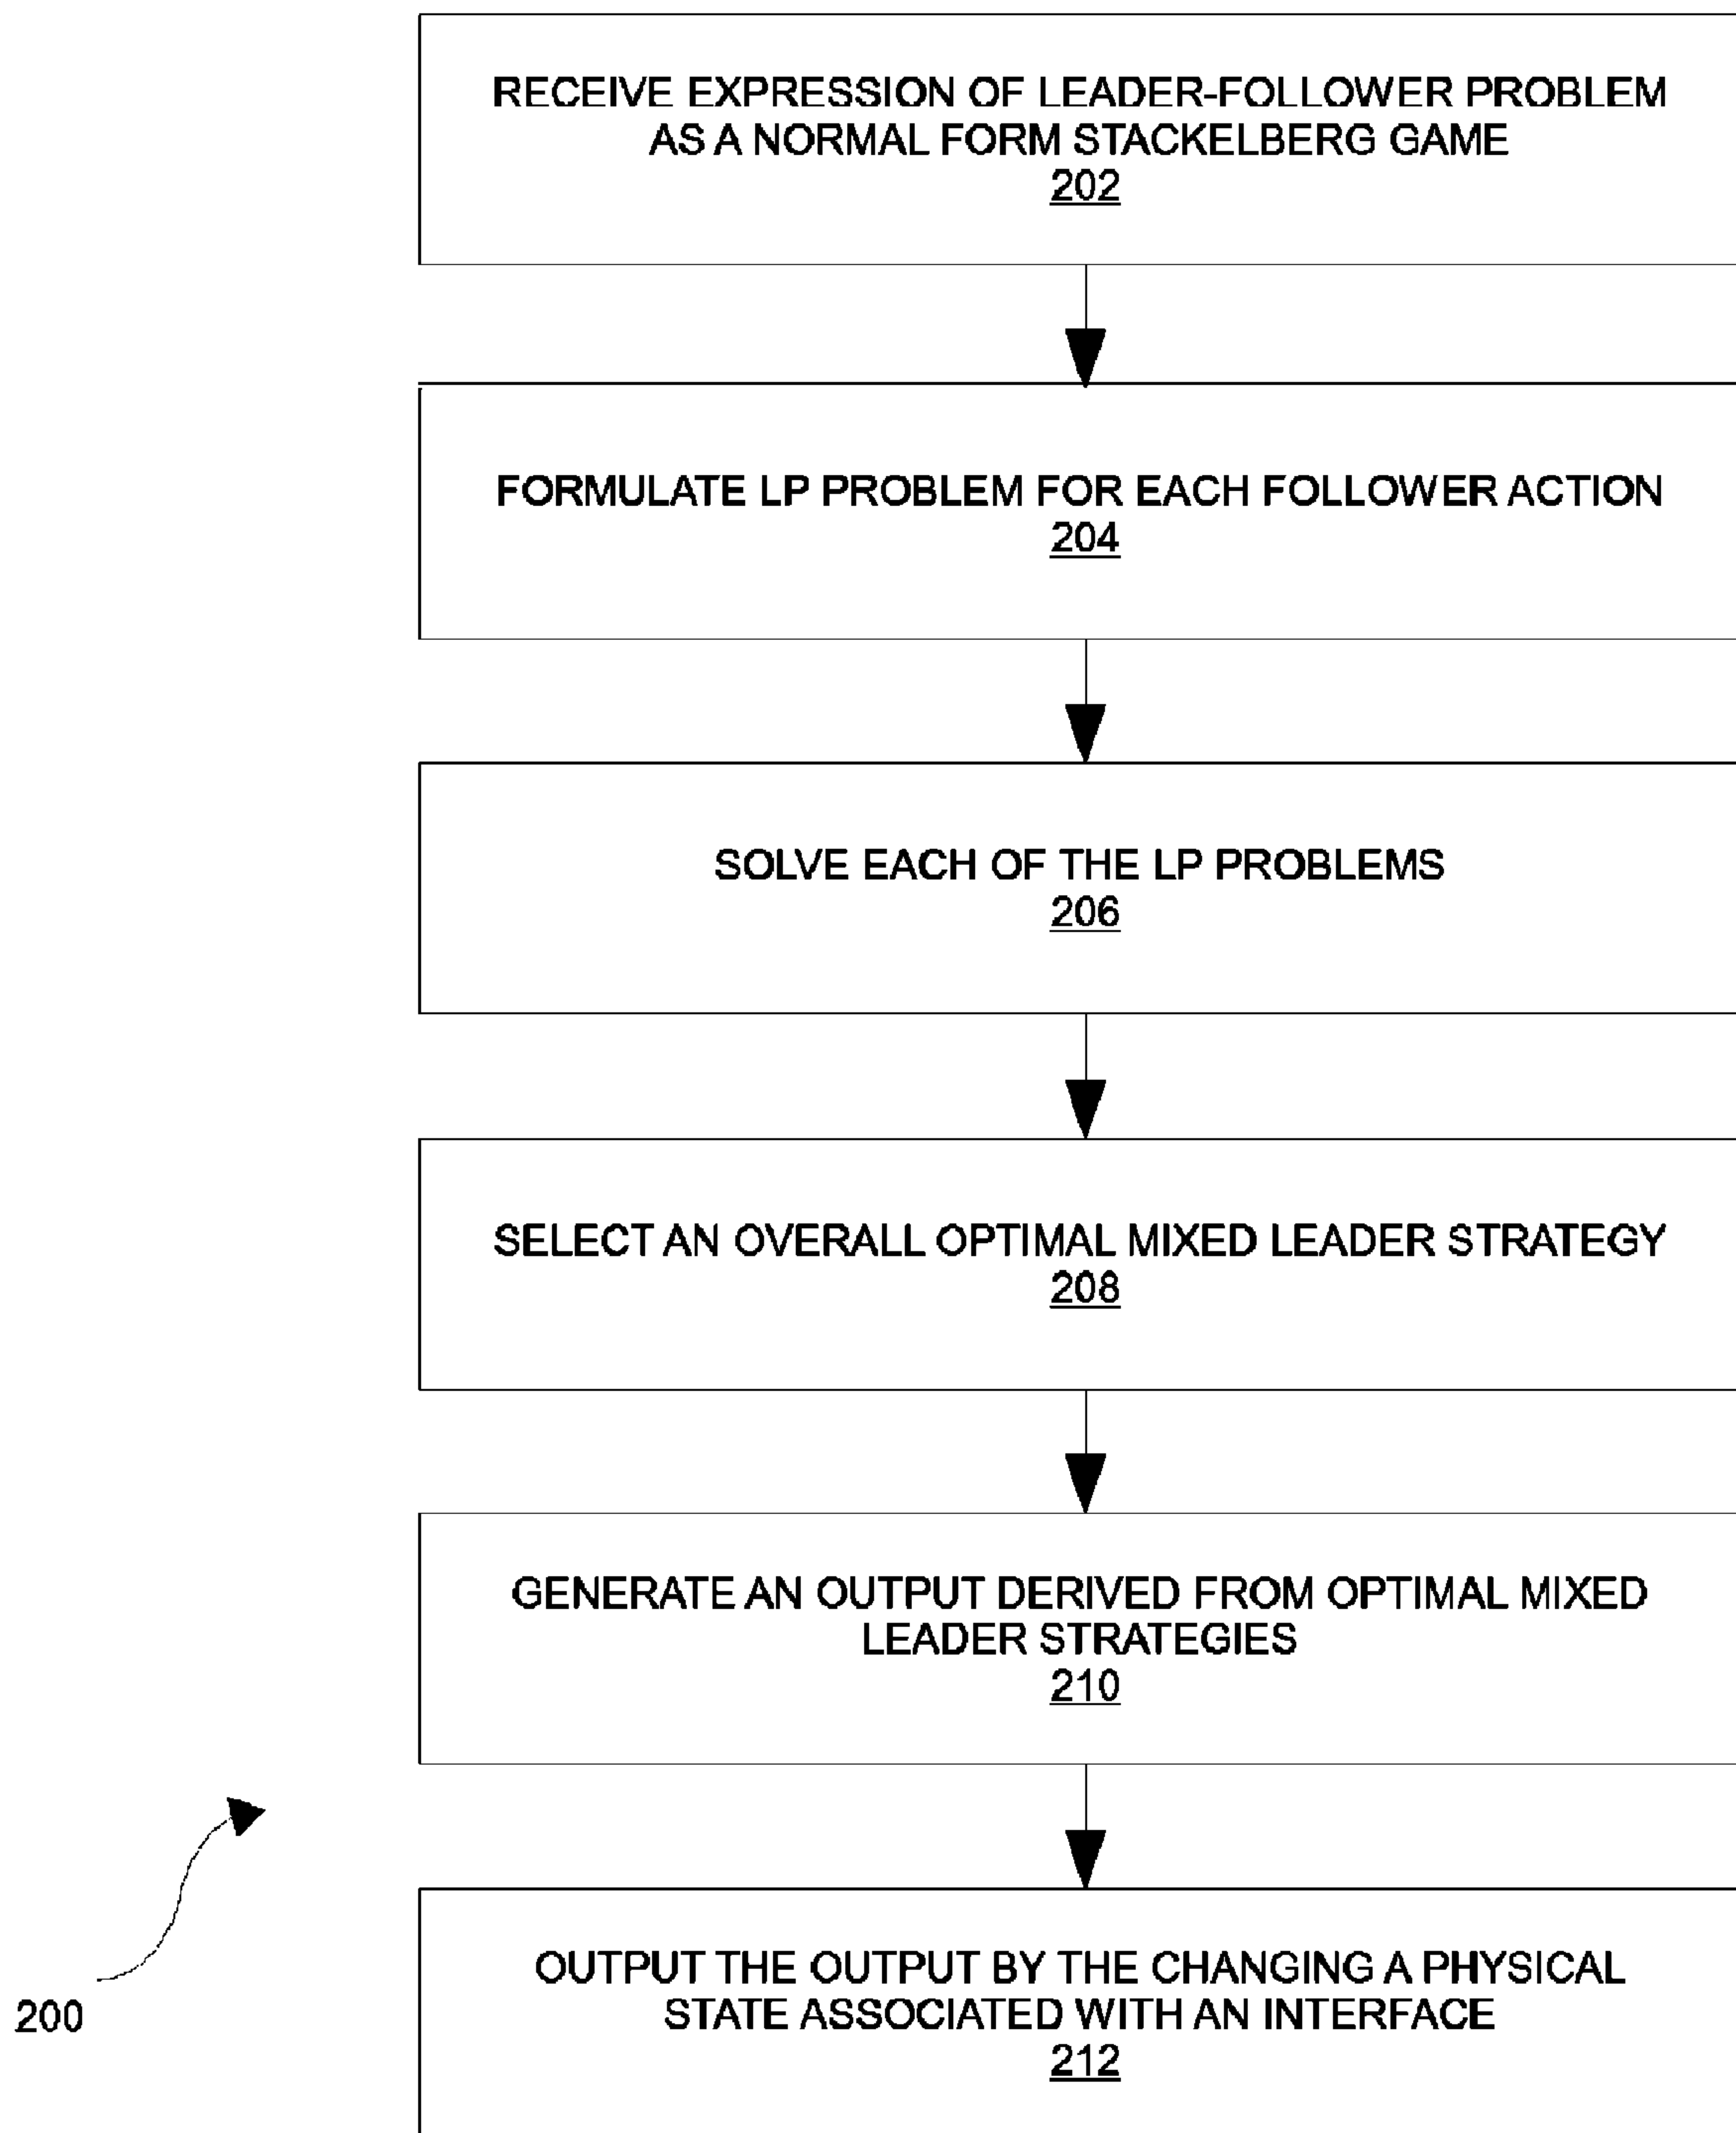 RECEIVE EXPRESSION OF LEADER-FOLLOWER PROBLEM
AS A NORMAL FORM STACKELBERG GAME
202
FORMULATE LP PROBLEM FOR EACH FOLLOWER ACTION
204
SOLVE EACH OF THE LP PROBLEMS
206
SELECT AN OVERALL OPTIMAL MIXED LEADER STRATEGY
208
GENERATE AN OUTPUT DERIVED FROM OPTIMAL MIXED
LEADER STRATEGIES
210
OUTPUT THE OUTPUT BY THE CHANGING A PHYSICAL
STATE ASSOCIATED WITH AN INTERFACE
212
200